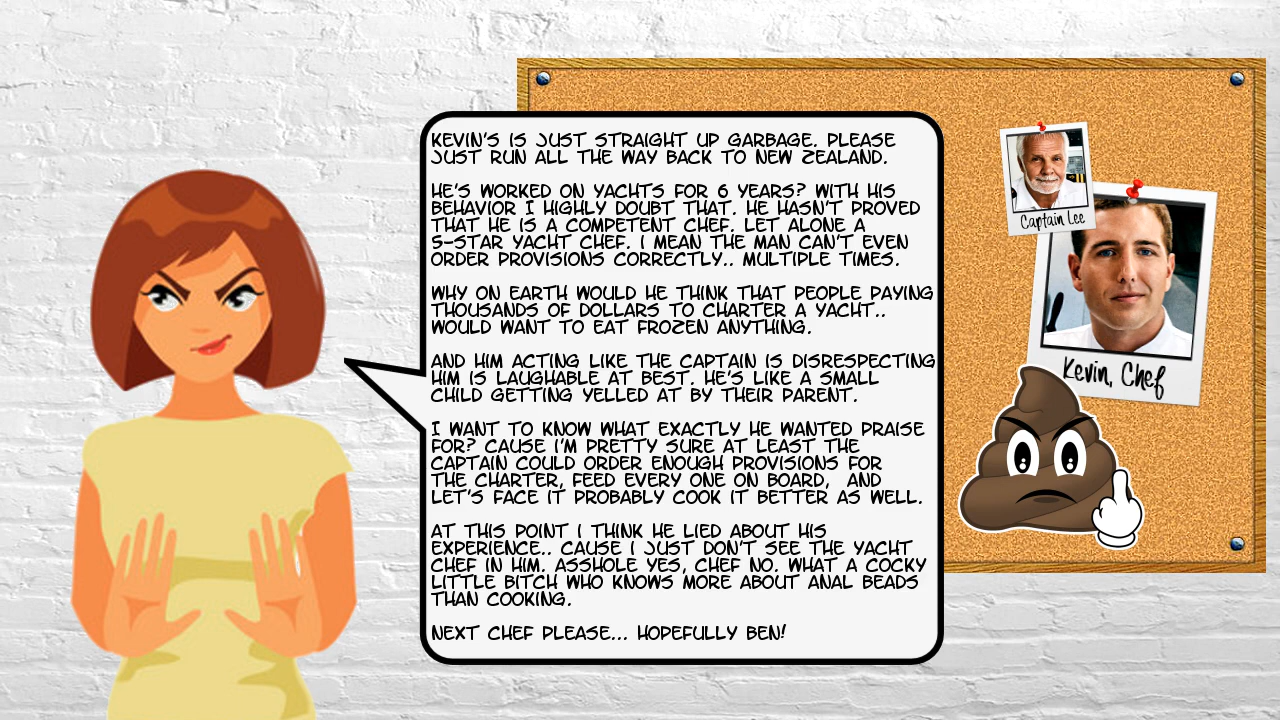 KEVIN'S IS JUST STRAIGHT UP GARBAGE. PLEASE
JUST RUN ALL THE WAY BACK TO NEW ZEALAND.
HE'S WORKED ON YACHTS FOR 6 YEARS? WITH HIS
BEHAVIOR I HIGHLY DOUBT THAT. HE HASN'T PROVED
THAT HE IS A COMPETENT CHEF. LET ALONE A
5-STAR YACHT CHEF. I MEAN THE MAN CAN'T EVEN
ORDER PROVISIONS CORRECTLY.. MULTIPLE TIMES.
WHY ON EARTH WOULD HE THINK THAT PEOPLE PAYING
THOUSANDS OF DOLLARS TO CHARTER A YACHT..
WOULD WANT TO EAT FROZEN ANYTHING.
AND HIM ACTING LIKE THE CAPTAIN IS DISRESPECTING
HIM IS LAUGHABLE AT BEST. HE'S LIKE A SMALL
CHILD GETTING YELLED AT BY THEIR PARENT.
I WANT TO KNOW WHAT EXACTLY HE WANTED PRAISE
FOR? CAUSE I'M PRETTY SURE AT LEAST THE
CAPTAIN COULD ORDER ENOUGH PROVISIONS FOR
THE CHARTER, FEED EVERY ONE ON BOARD, AND
LET'S FACE IT PROBABLY COOK IT BETTER AS WELL.
AT THIS POINT I THINK HE LIED ABOUT HIS
EXPERIENCE.. CAUSE I JUST DON'T SEE THE YACHT
CHEF IN HIM. ASSHOLE YES, CHEF NO. WHAT A COCKY
LITTLE BITCH WHO KNOWS MORE ABOUT ANAL BEADS
THAN COOKING.
NEXT CHEF PLEASE... HOPEFULLY BEN!
Captain Lee
Kevin, Chef